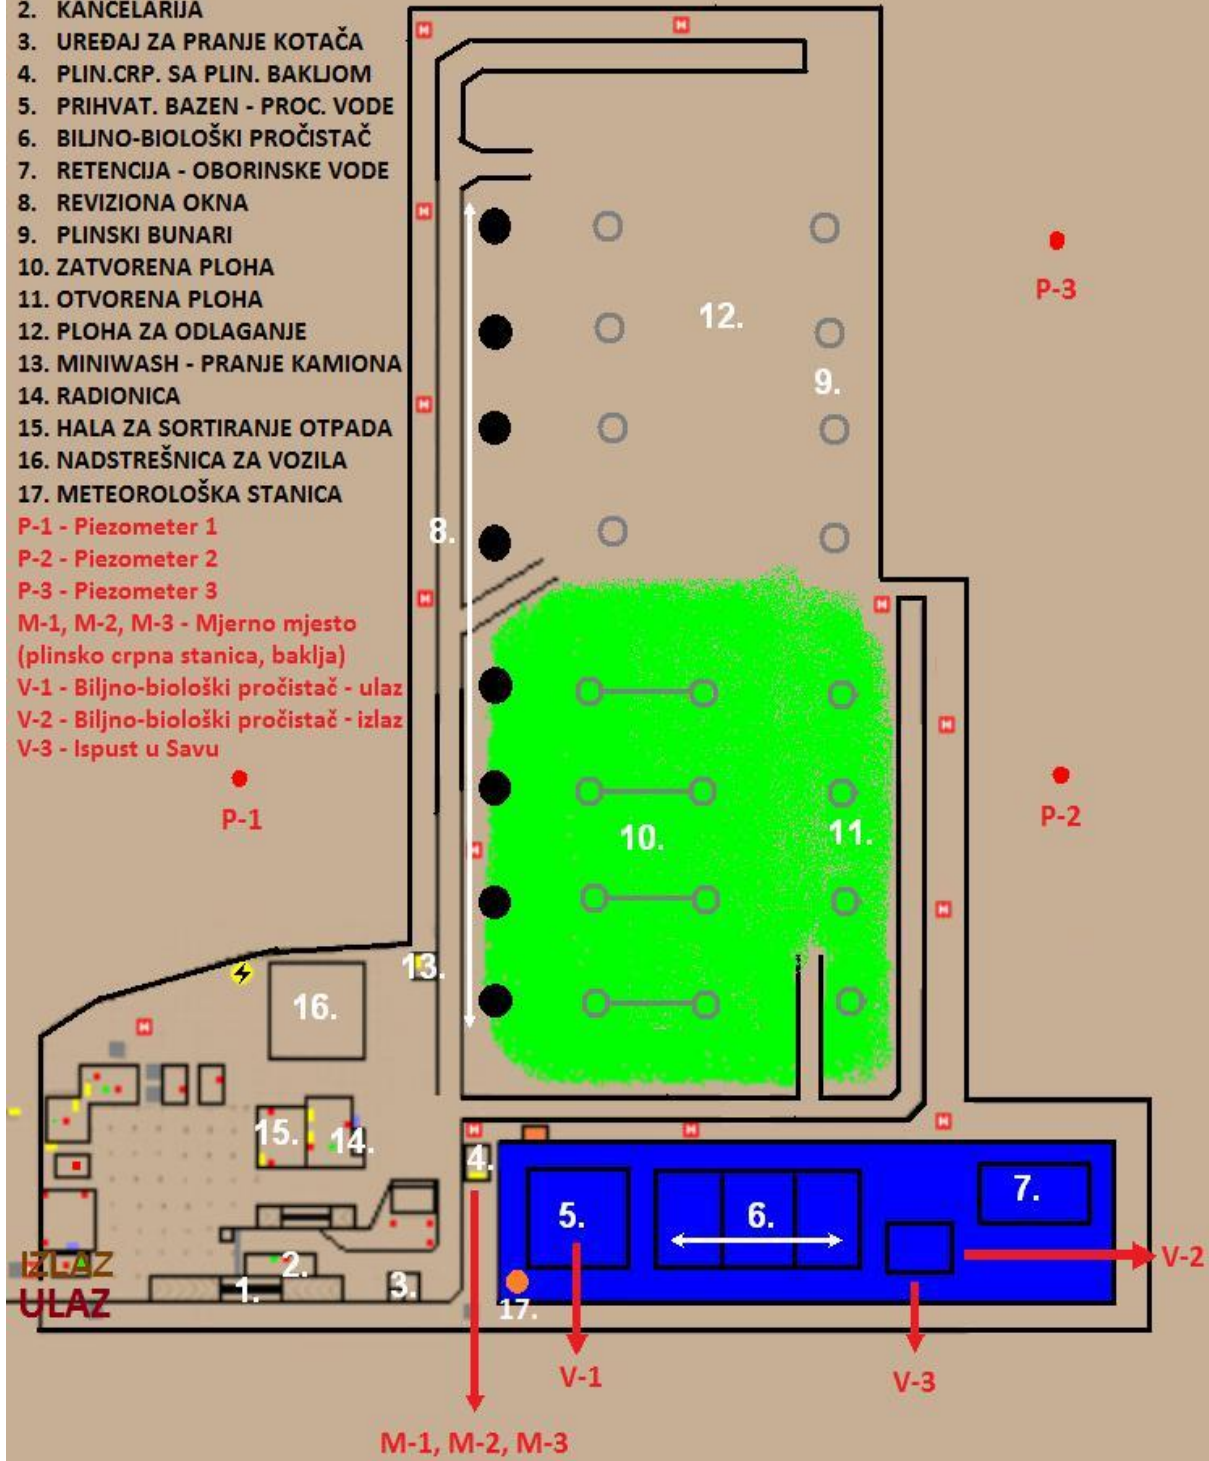 2. KANCELARIJA
3. UREĐAJ ZA PRANJE KOTAČA
4. PLIN.CRP. SA PLIN. BAKLJOM
5. PRIHVAT. BAZEN - PROC. VODE
6. BILJNO-BIOLOŠKI PROČISTAČ
7. RETENCIJA - OBORINSKE VODE
8. REVIZIONA OKNA
9. PLINSKI BUNARI
10. ZATVORENA PLOHA
11. OTVORENA PLOHA
12. PLOHA ZA ODLAGANJE
13. MINIWASH - PRANJE KAMIONA
14. RADIONICA
15. HALA ZA SORTIRANJE OTPADA
16. NADSTREŠNICA ZA VOZILA
17. METEOROLOŠKA STANICA
P-1 - Piezometer 1
P-2 - Piezometer 2
P-3 - Piezometer 3
M-1, M-2, M-3 - Mjerno mjesto
(plinsko crpna stanica, baklja)
V-1 - Biljno-biološki pročistač - ulaz
V-2 - Biljno-biološki pročistač - izlaz
V-3 - Ispust u Savu
P-3
12.
9.
8.
P-1
P-2
10.
11.
13.
16.
15.
14.
4.
5.
6.
7.
2.
1.
3.
17.
IZLAZ
ULAZ
V-2
V-1
V-3
M-1, M-2, M-3
H
H
H
H
H
H
H
H
H
H
H
H
H